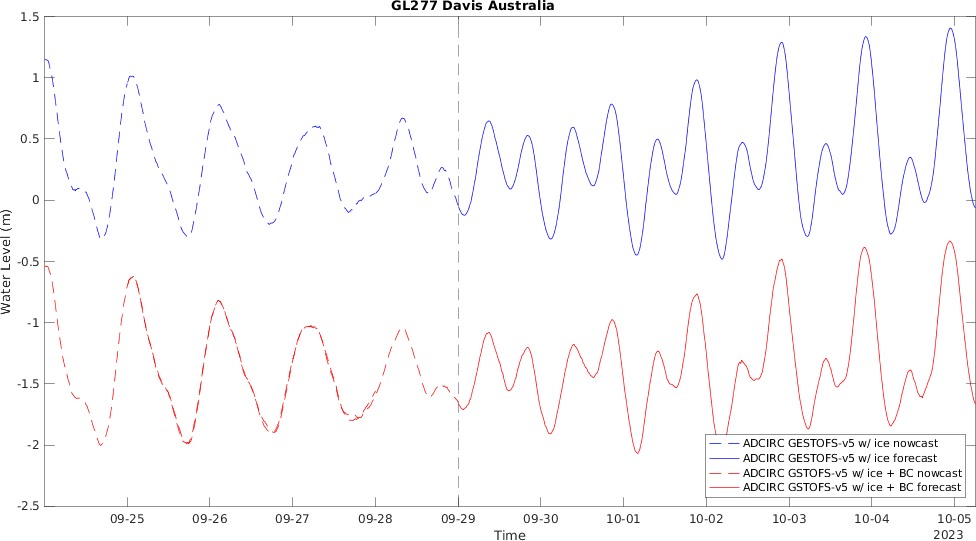 GL277 Davis Australia
1.5
1
0.5
0
-0.5
-1
-1.5
-2
-2.5
Water Level (m)
ADCIRC GESTOFS-v5 w/ ice nowcast
ADCIRC GESTOFS-v5 w/ ice forecast
ADCIRC GSTOFS-v5 w/ ice + BC nowcast
ADCIRC GSTOFS-v5 w/ ice + BC forecast
09-25 09-26 09-27 09-28 09-29 09-30 10-01 10-02 10-03 10-04 10-05
Time 2023